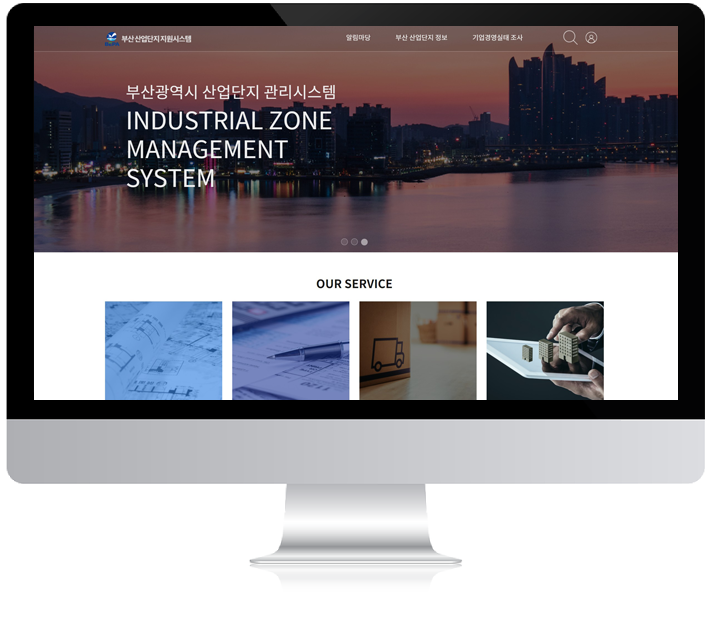 부산 산업단지 지원시스템
알림마당
부산 산업단지 정보
기업경영실태 조사
부산광역시 산업단지 관리시스템
INDUSTRIAL ZONE
MANAGEMENT
SYSTEM
OUR SERVICE